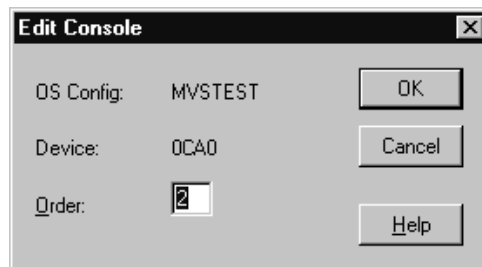 Edit Console
OS Config: MVSTEST OK
Device: 0CA0 Cancel
Order: 2
Help